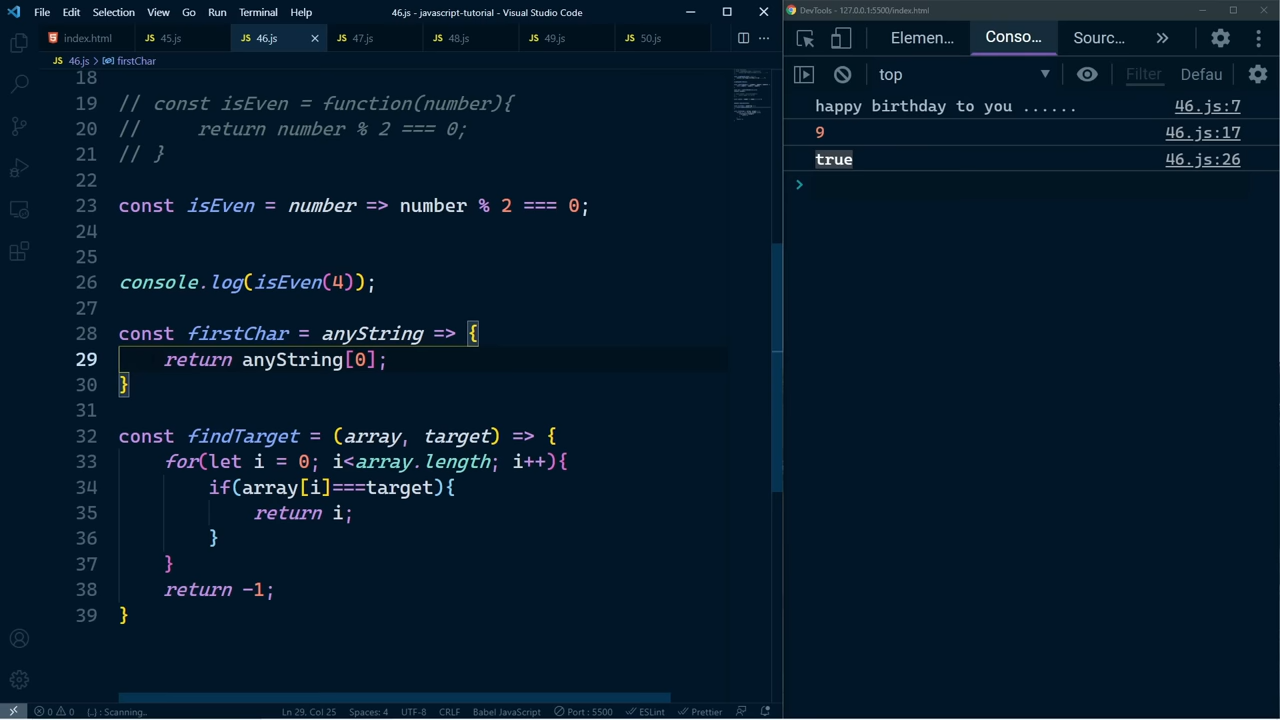 File Edit Selection View Go Run Terminal Help 46.js - javascript-tutorial - Visual Studio Code
index.html 45.js 46.js 47.js 48.js 49.js 50.js
46.js > firstChar
18
19 // const isEven = function(number){
20 //     return number % 2 === 0;
21 // }
22
23 const isEven = number => number % 2 === 0;
24
25
26 console.log(isEven(4));
27
28 const firstChar = anyString => {
29     return anyString[0];
30 }
31
32 const findTarget = (array, target) => {
33     for(let i = 0; i<array.length; i++){
34         if(array[i]===target){
35             return i;
36         }
37     }
38     return -1;
39 }
0 0 {..} : Scanning.. Ln 29, Col 25 Spaces: 4 UTF-8 CRLF Babel JavaScript Port : 5500 ESLint Prettier
DevTools - 127.0.0.1:5500/index.html
Elemen... Conso... Sourc... »
top Filter Defau
happy birthday to you ...... 46.js:7
9 46.js:17
true 46.js:26